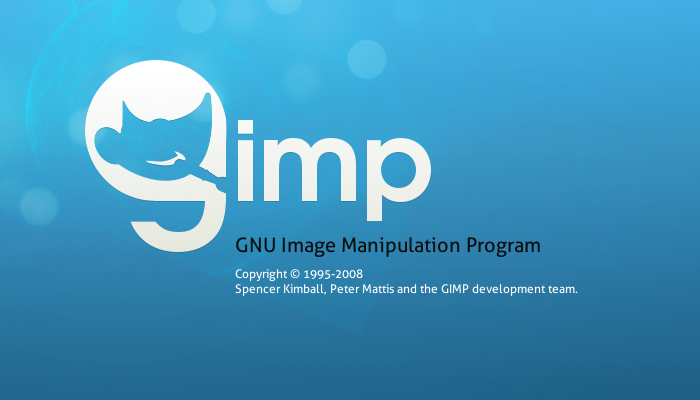 gimp
GNU Image Manipulation Program
Copyright © 1995-2008
Spencer Kimball, Peter Mattis and the GIMP development team.